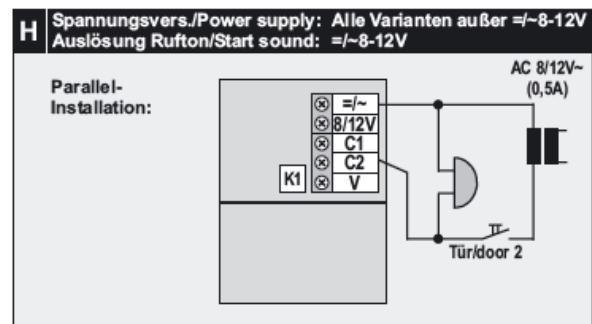 H
Spannungsvers./Power supply: Alle Varianten außer =/~8-12V
Auslösung Rufton/Start sound: =/~8-12V
Parallel-
Installation:
AC 8/12V~
(0,5A)
=/~
8/12V
C1
C2
K1
V
Tür/door 2